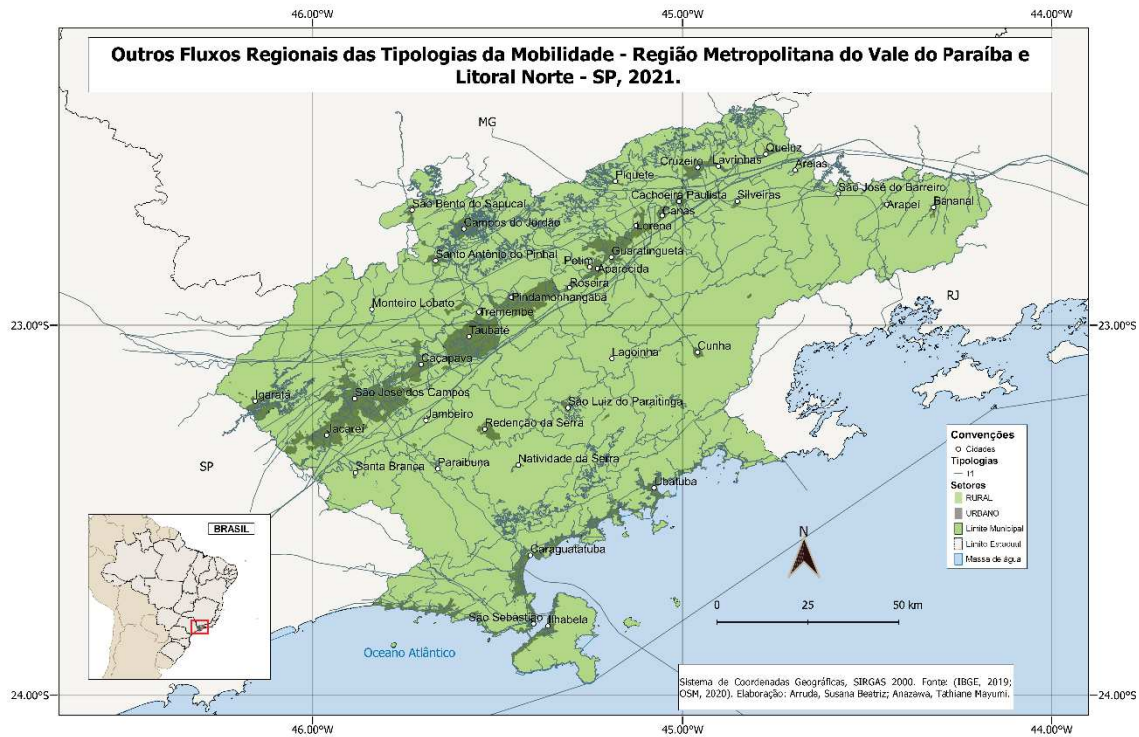 46.00°W
45.00°W
44.00°W
Outros Fluxos Regionais das Tipologias da Mobilidade - Região Metropolitana do Vale do Paraíba e
Litoral Norte - SP, 2021.
MG
Queluz
Cruzeiro
Lavrinhas
Areias
Piquete
São José do Barreiro
Cachoeira Paulista
Silveiras
Arapeí
Bananal
São Bento do Sapucaí
Canas
Campos do Jordão
Lorena
Guaratinguetá
Santo Antônio do Pinhal
Potim
Aparecida
Roseira
Pindamonhangaba
Monteiro Lobato
Tremembé
RJ
23.00°S
23.00°S
Taubaté
Lagoinha
Cunha
Caçapava
Igaratá
São José dos Campos
São Luiz do Paraitinga
Jambeiro
Redenção da Serra
Jacareí
SP
Santa Branca
Paraibuna
Natividade da Serra
Ubatuba
Convenções
Cidades
Tipologias
Setores
RURAL
URBANO
Limite Municipal
Limite Estadual
Massa de água
BRASIL
N
Caraguatatuba
0
25
50 km
São Sebastião
Ilhabela
Oceano Atlântico
Sistema de Coordenadas Geográficas, SIRGAS 2000. Fonte: (IBGE, 2019;
OSM, 2020). Elaboração: Arruda, Susana Beatriz; Anazawa, Tathiane Mayumi.
24.00°S
24.00°S
46.00°W
45.00°W
44.00°W